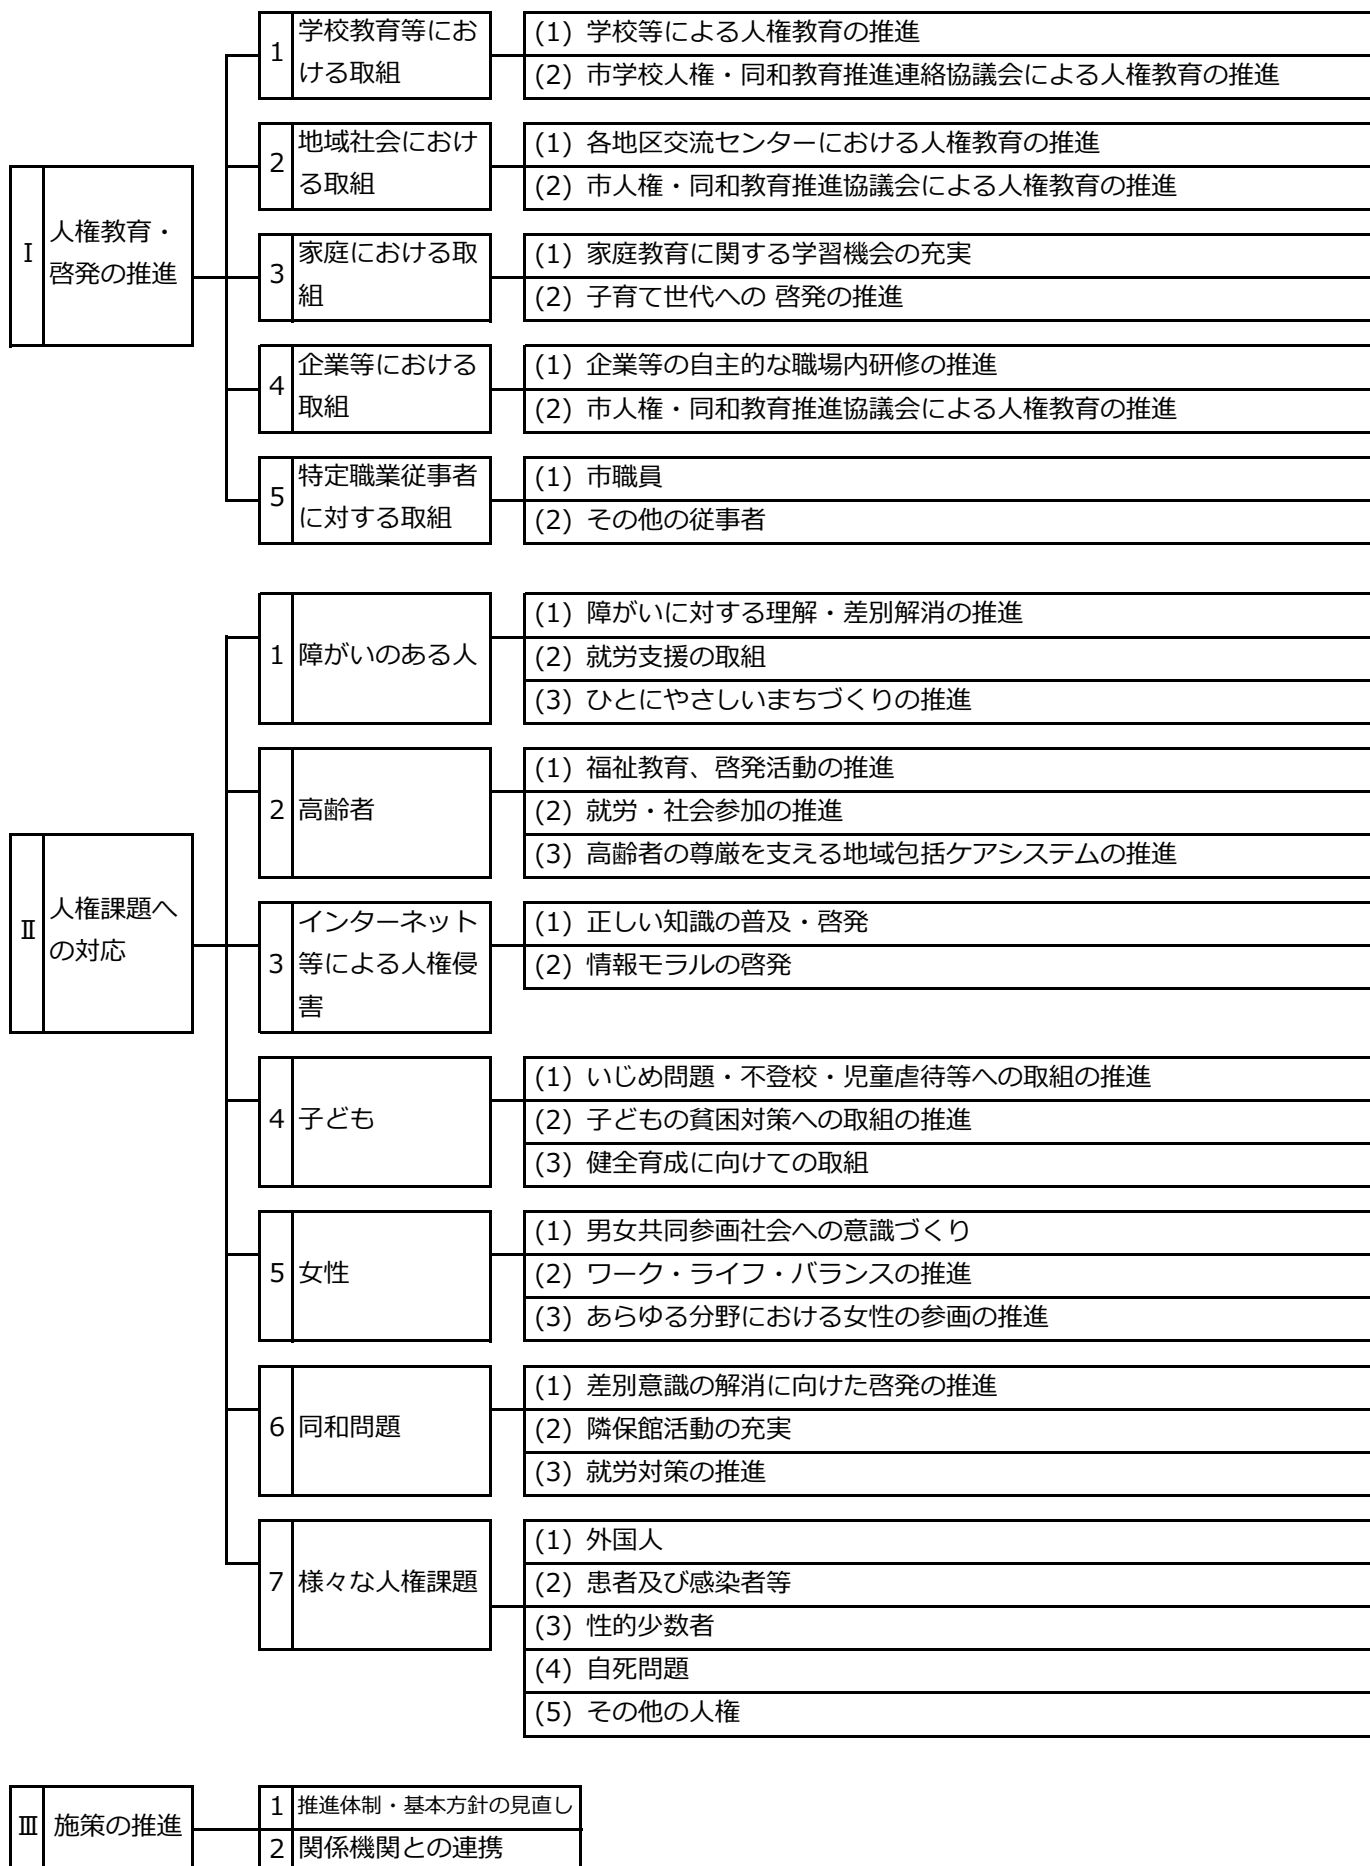 Ⅰ
人権教育・
啓発の推進
1
学校教育等にお
ける取組
(1) 学校等による人権教育の推進
(2) 市学校人権・同和教育推進連絡協議会による人権教育の推進
2
地域社会におけ
る取組
(1) 各地区交流センターにおける人権教育の推進
(2) 市人権・同和教育推進協議会による人権教育の推進
3
家庭における取
組
(1) 家庭教育に関する学習機会の充実
(2) 子育て世代への 啓発の推進
4
企業等における
取組
(1) 企業等の自主的な職場内研修の推進
(2) 市人権・同和教育推進協議会による人権教育の推進
5
特定職業従事者
に対する取組
(1) 市職員
(2) その他の従事者
Ⅱ
人権課題へ
の対応
1
障がいのある人
(1) 障がいに対する理解・差別解消の推進
(2) 就労支援の取組
(3) ひとにやさしいまちづくりの推進
2
高齢者
(1) 福祉教育、啓発活動の推進
(2) 就労・社会参加の推進
(3) 高齢者の尊厳を支える地域包括ケアシステムの推進
3
インターネット
等による人権侵
害
(1) 正しい知識の普及・啓発
(2) 情報モラルの啓発
4
子ども
(1) いじめ問題・不登校・児童虐待等への取組の推進
(2) 子どもの貧困対策への取組の推進
(3) 健全育成に向けての取組
5
女性
(1) 男女共同参画社会への意識づくり
(2) ワーク・ライフ・バランスの推進
(3) あらゆる分野における女性の参画の推進
6
同和問題
(1) 差別意識の解消に向けた啓発の推進
(2) 隣保館活動の充実
(3) 就労対策の推進
7
様々な人権課題
(1) 外国人
(2) 患者及び感染者等
(3) 性的少数者
(4) 自死問題
(5) その他の人権
Ⅲ
施策の推進
1
推進体制・基本方針の見直し
2
関係機関との連携